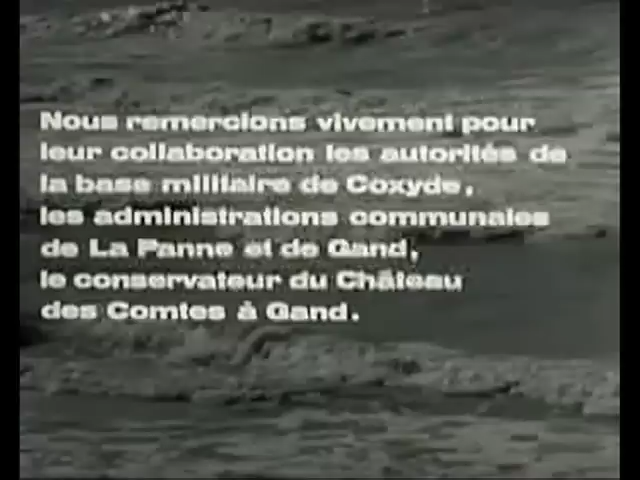 Nous remercions vivement pour
leur collaboration les autorités de
la base militaire de Coxyde,
les administrations communales
de La Panne et de Gand,
le conservateur du Château
des Comtes à Gand.